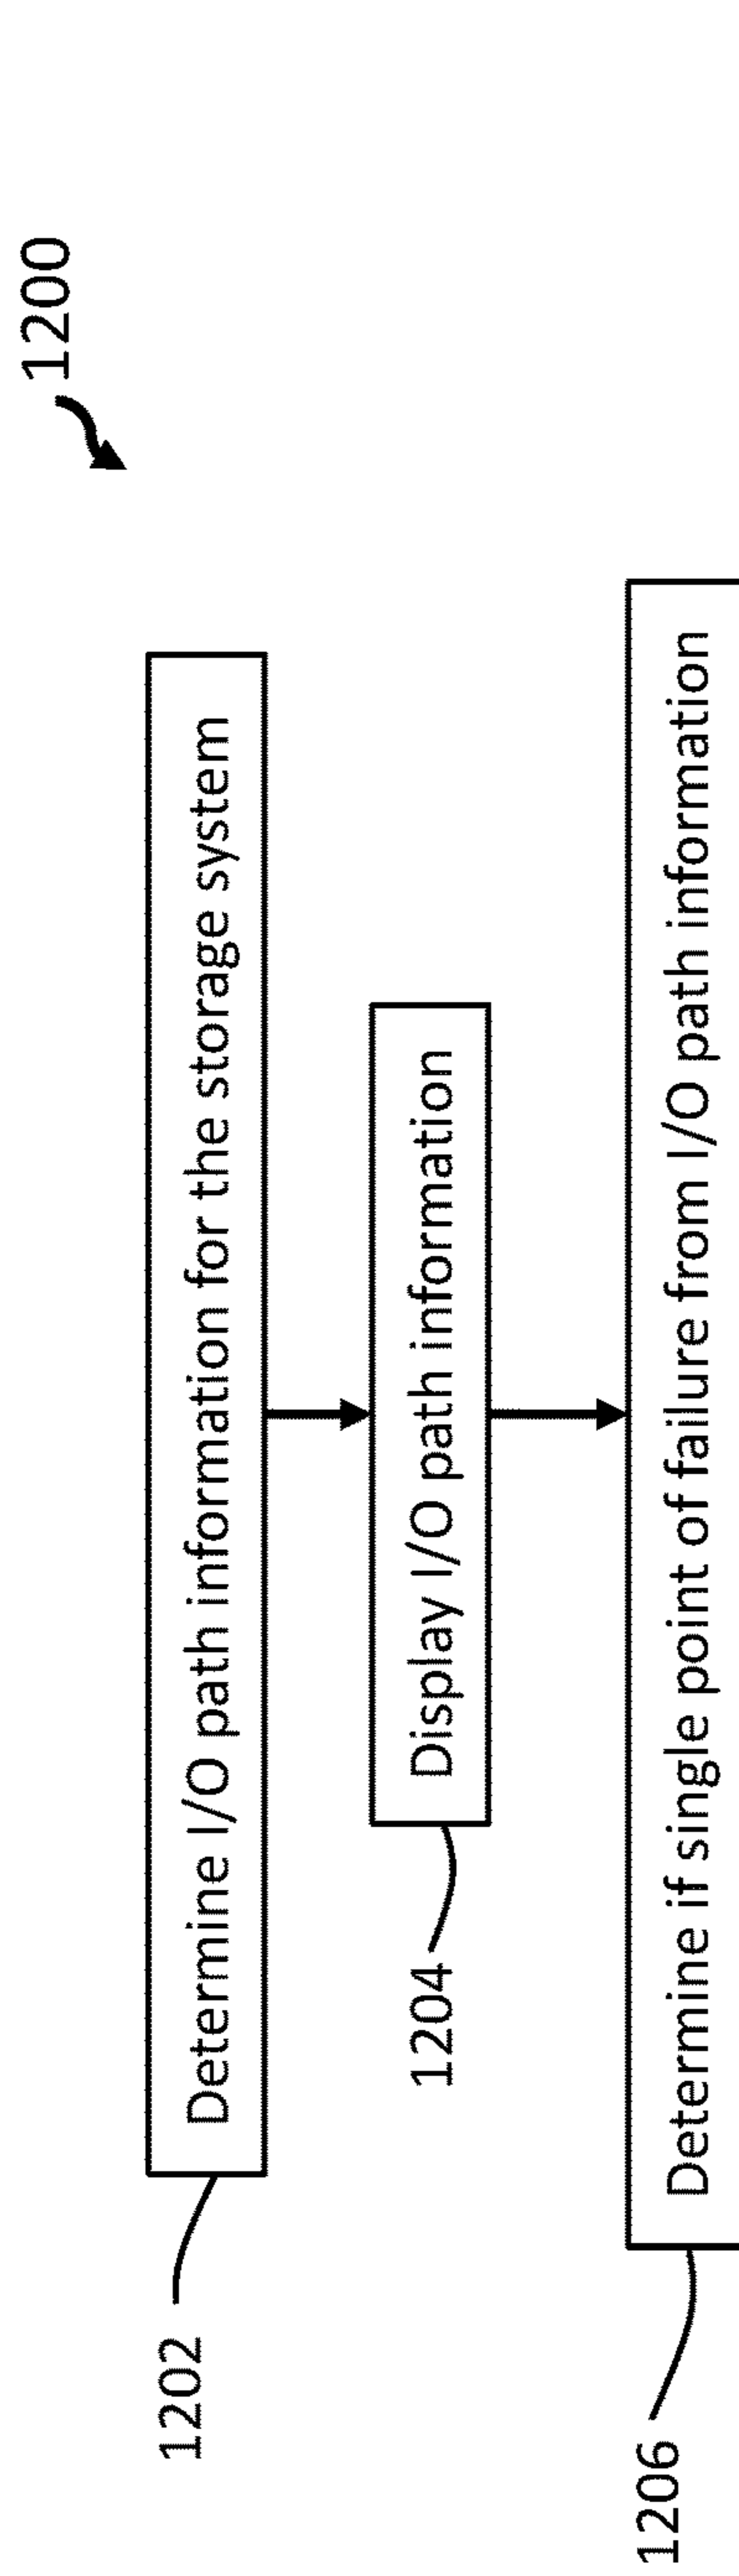 1200
Determine I/O path information for the storage system
1202
Display I/O path information
1204
Determine if single point of failure from I/O path information
1206